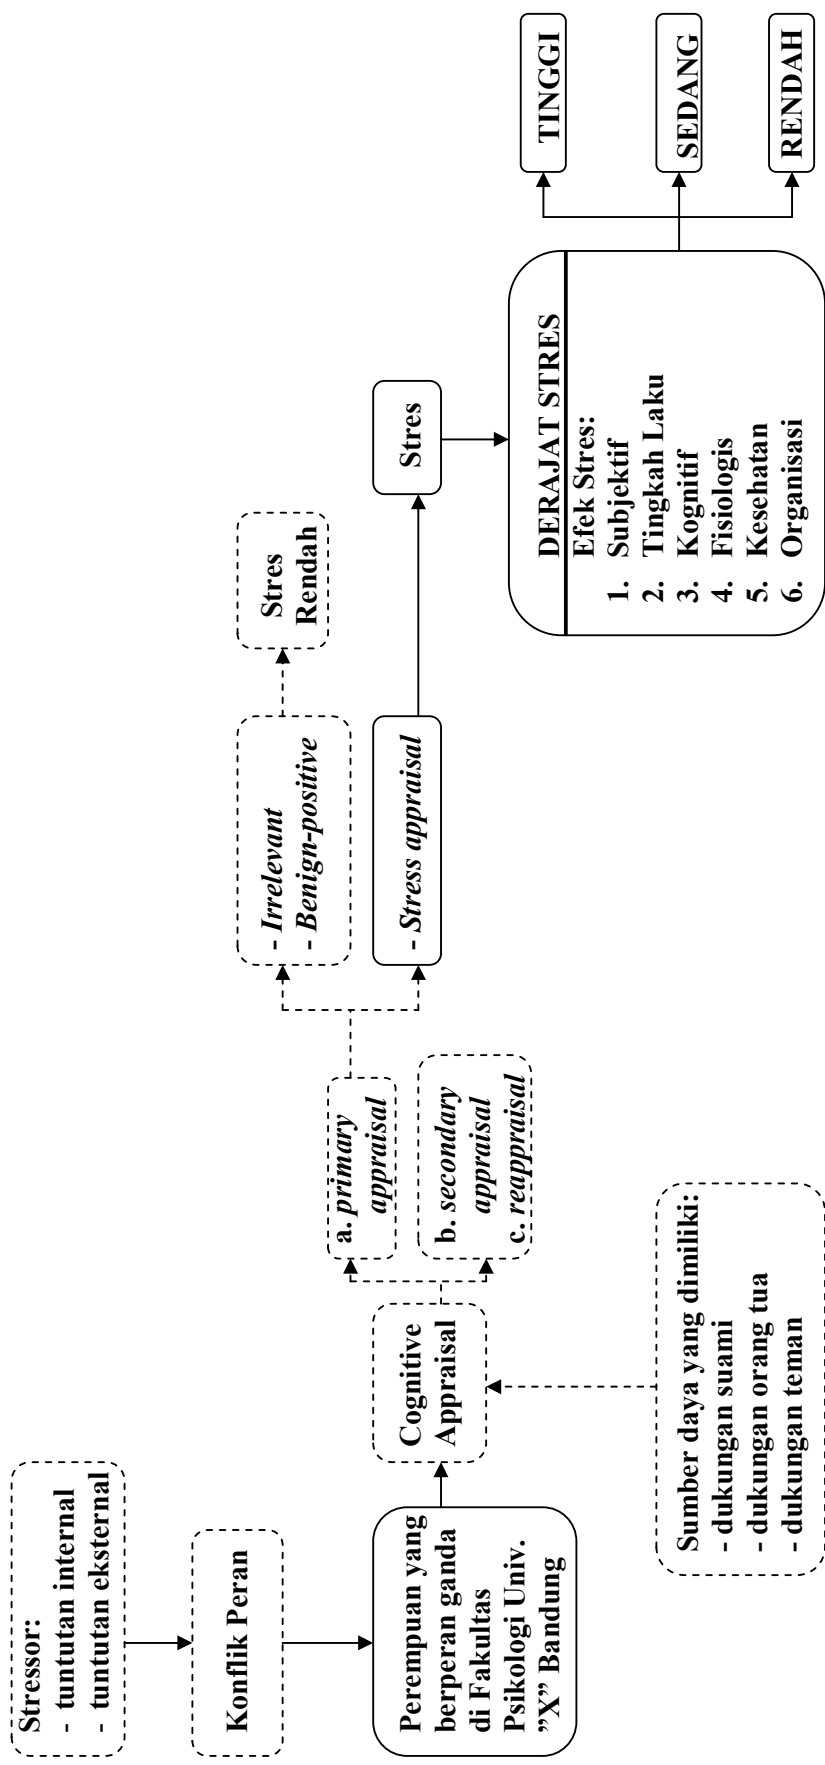 Stressor:
- tuntutan internal
- tuntutan eksternal
Konflik Peran
Perempuan yang
berperan ganda
di Fakultas
Psikologi Univ.
”X” Bandung
Cognitive
Appraisal
Sumber daya yang dimiliki:
- dukungan suami
- dukungan orang tua
- dukungan teman
a. primary
appraisal
b. secondary
appraisal
c. reappraisal
- Irrelevant
- Benign-positive
- Stress appraisal
Stres
Rendah
Stres
DERAJAT STRES
Efek Stres:
1. Subjektif
2. Tingkah Laku
3. Kognitif
4. Fisiologis
5. Kesehatan
6. Organisasi
TINGGI
SEDANG
RENDAH